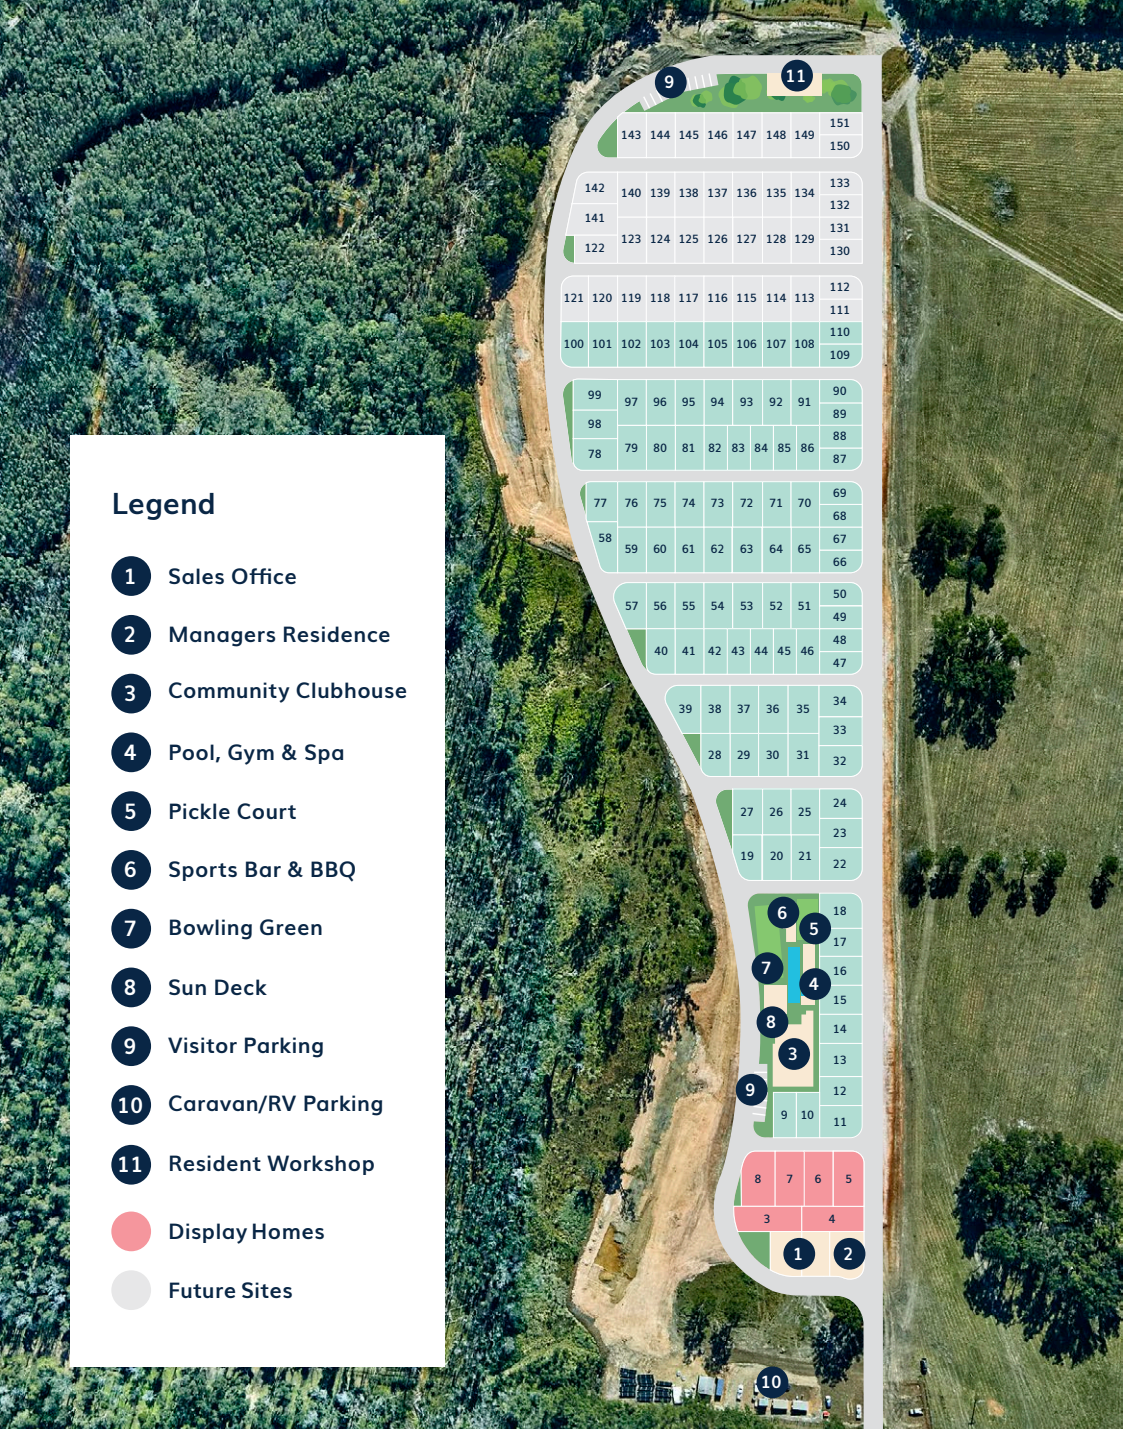 9 11
143 144 145 146 147 148 149 151
150
142 140 139 138 137 136 135 134 133
132
141
122 123 124 125 126 127 128 129 131
130
121 120 119 118 117 116 115 114 113 112
111
100 101 102 103 104 105 106 107 108 110
109
99 97 96 95 94 93 92 91 90
89
98
78 79 80 81 82 83 84 85 86 88
87
77 76 75 74 73 72 71 70 69
68
58 59 60 61 62 63 64 65 67
66
57 56 55 54 53 52 51 50
49
40 41 42 43 44 45 46 48
47
39 38 37 36 35 34
33
28 29 30 31 32
27 26 25 24
23
19 20 21 22
6 18
5 17
7 16
4 15
8 14
3 13
9 12
9 10 11
8 7 6 5
3 4
1 2
10
Legend
1 Sales Office
2 Managers Residence
3 Community Clubhouse
4 Pool, Gym & Spa
5 Pickle Court
6 Sports Bar & BBQ
7 Bowling Green
8 Sun Deck
9 Visitor Parking
10 Caravan/RV Parking
11 Resident Workshop
Display Homes
Future Sites